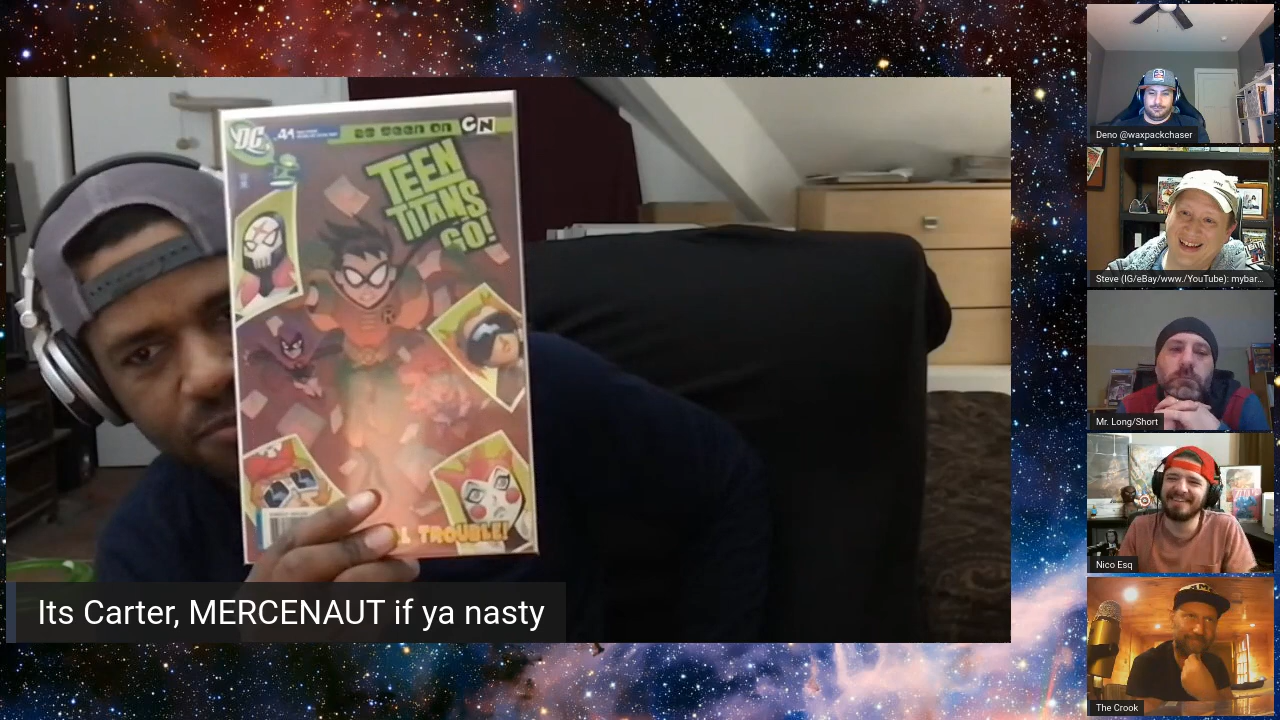 DC
41
AS SEEN ON CN
TEEN
TITANS
GO!
TROUBLE!
Its Carter, MERCENAUT if ya nasty
Deno @waxpackchaser
Steve (IG/eBay/www./YouTube): mybar...
Mr. Long/Short
Nico Esq
The Crook